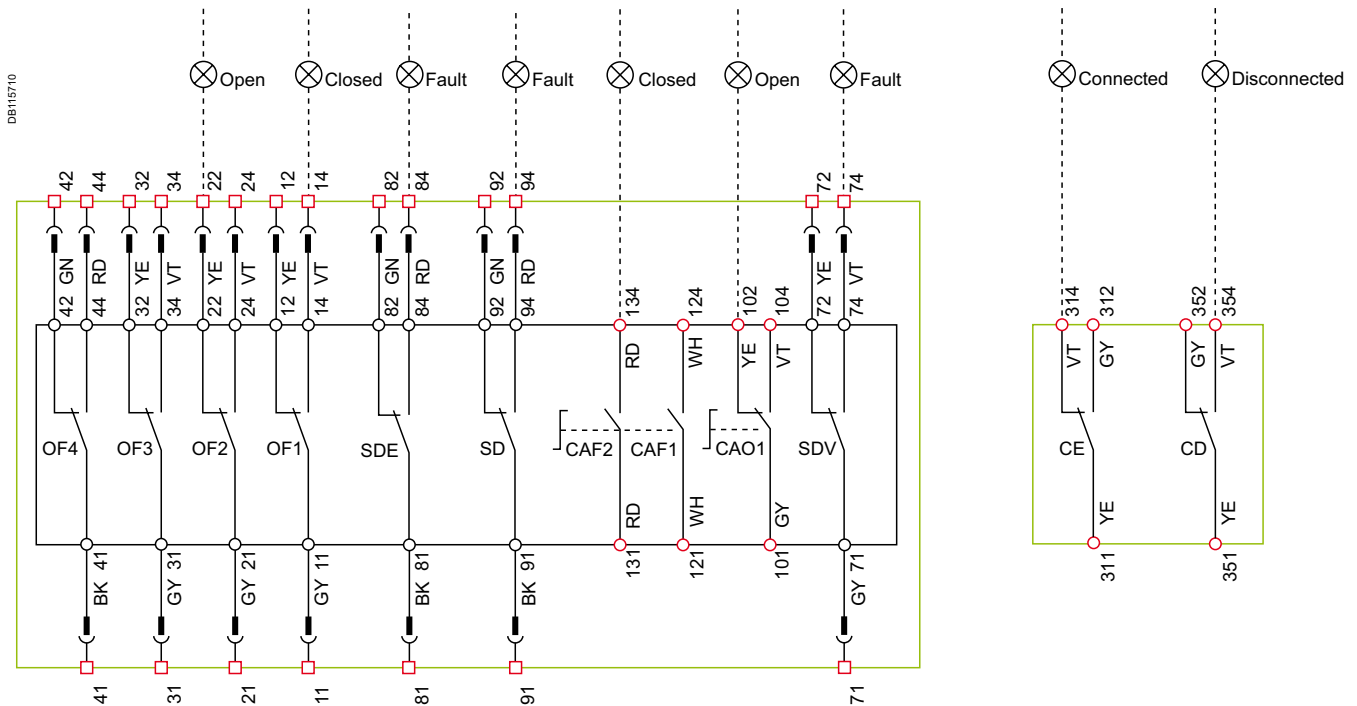 DB115710
Open Closed Fault Fault Closed Open Fault Connected Disconnected
42 44 32 34 22 24 12 14 82 84 92 94 72 74
GN RD YE VT YE VT YE VT GN RD GN RD YE VT
42 44 32 34 22 24 12 14 82 84 92 94 134 124 102 104 72 74 314 312 352 354
RD WH YE VT VT GY GY VT
OF4 OF3 OF2 OF1 SDE SD CAF2 CAF1 CAO1 SDV CE CD
RD WH GY YE YE
41 31 21 11 81 91 131 121 101 71 311 351
BK GY GY GY BK BK GY
41 31 21 11 81 91 71